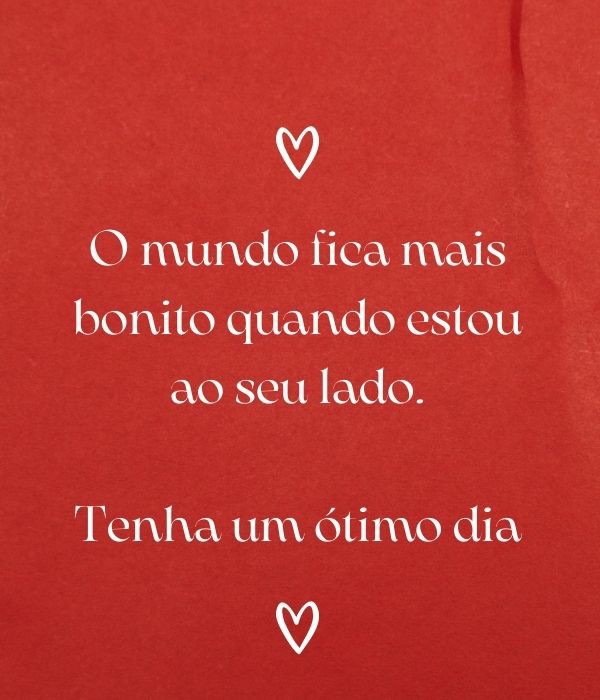 O mundo fica mais
bonito quando estou
ao seu lado.
Tenha um ótimo dia